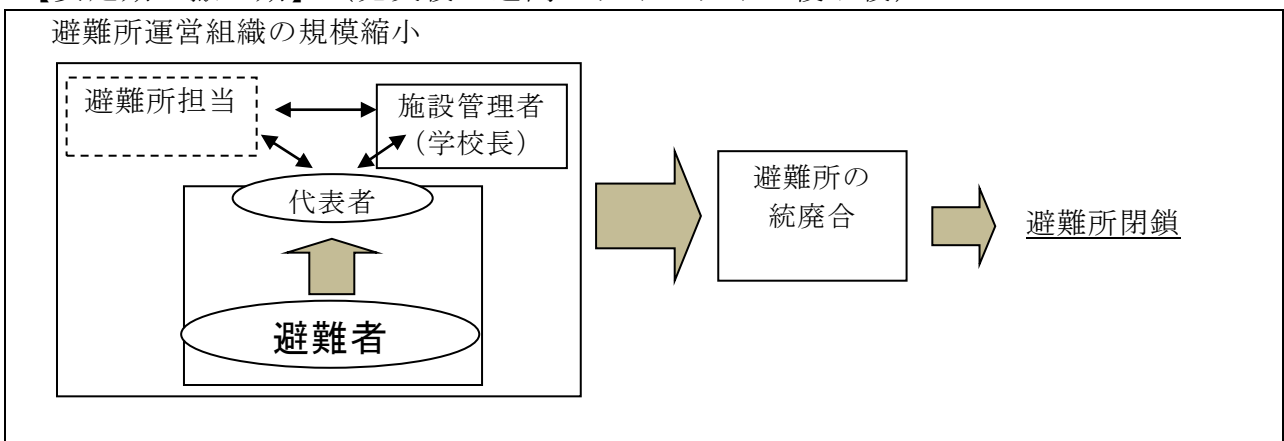 避難所運営組織の規模縮小
避難所担当
施設管理者
（学校長）
代表者
避難者
避難所の
統廃合
避難所閉鎖